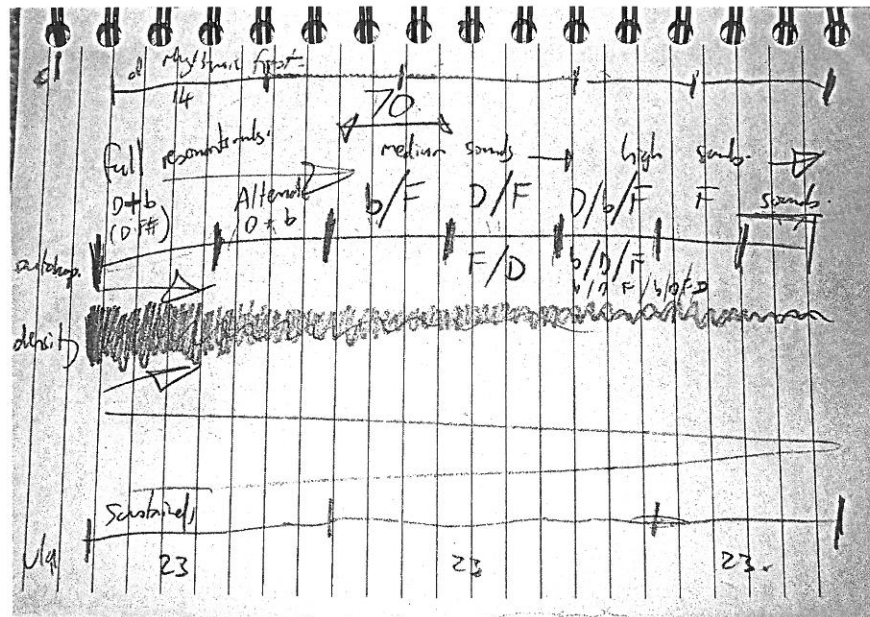 cl
rhythmic first
14
70.
full resonant sounds.
medium sounds
high sounds.
D+b
(D F#)
Alternate
D + b
b/F
D/F
D/b/F
F
sounds
F/D
b/D/F
b/D F/b/D/F D
density
Sustained
Vla
23
23
23.